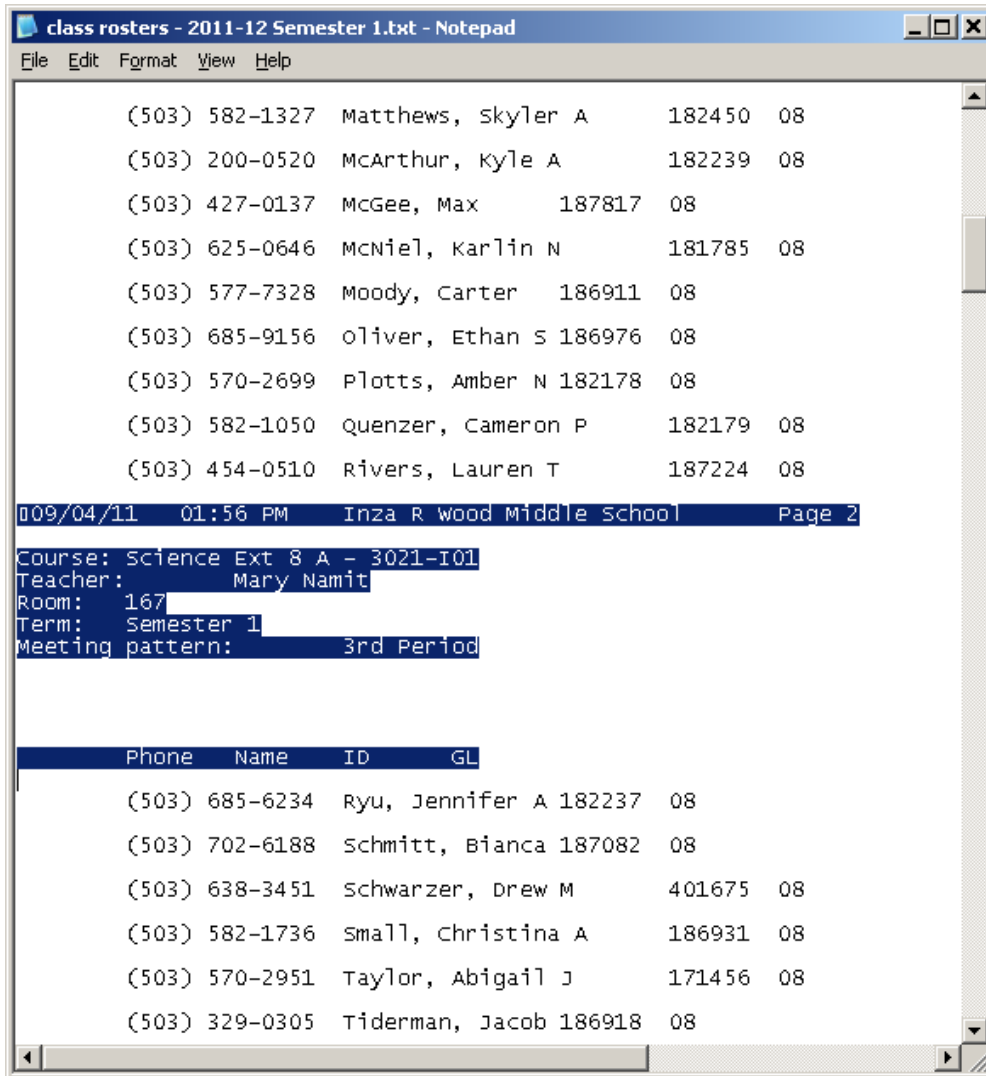 class rosters - 2011-12 Semester 1.txt - Notepad
File Edit Format View Help
(503) 582-1327 Matthews, Skyler A 182450 08
(503) 200-0520 McArthur, Kyle A 182239 08
(503) 427-0137 McGee, Max 187817 08
(503) 625-0646 McNiel, Karlin N 181785 08
(503) 577-7328 Moody, Carter 186911 08
(503) 685-9156 Oliver, Ethan S 186976 08
(503) 570-2699 Plotts, Amber N 182178 08
(503) 582-1050 Quenzer, Cameron P 182179 08
(503) 454-0510 Rivers, Lauren T 187224 08
▯09/04/11 01:56 PM Inza R Wood Middle School Page 2
Course: Science Ext 8 A - 3021-I01
Teacher: Mary Namit
Room: 167
Term: Semester 1
Meeting pattern: 3rd Period
Phone Name ID GL
(503) 685-6234 Ryu, Jennifer A 182237 08
(503) 702-6188 Schmitt, Bianca 187082 08
(503) 638-3451 Schwarzer, Drew M 401675 08
(503) 582-1736 Small, Christina A 186931 08
(503) 570-2951 Taylor, Abigail J 171456 08
(503) 329-0305 Tiderman, Jacob 186918 08